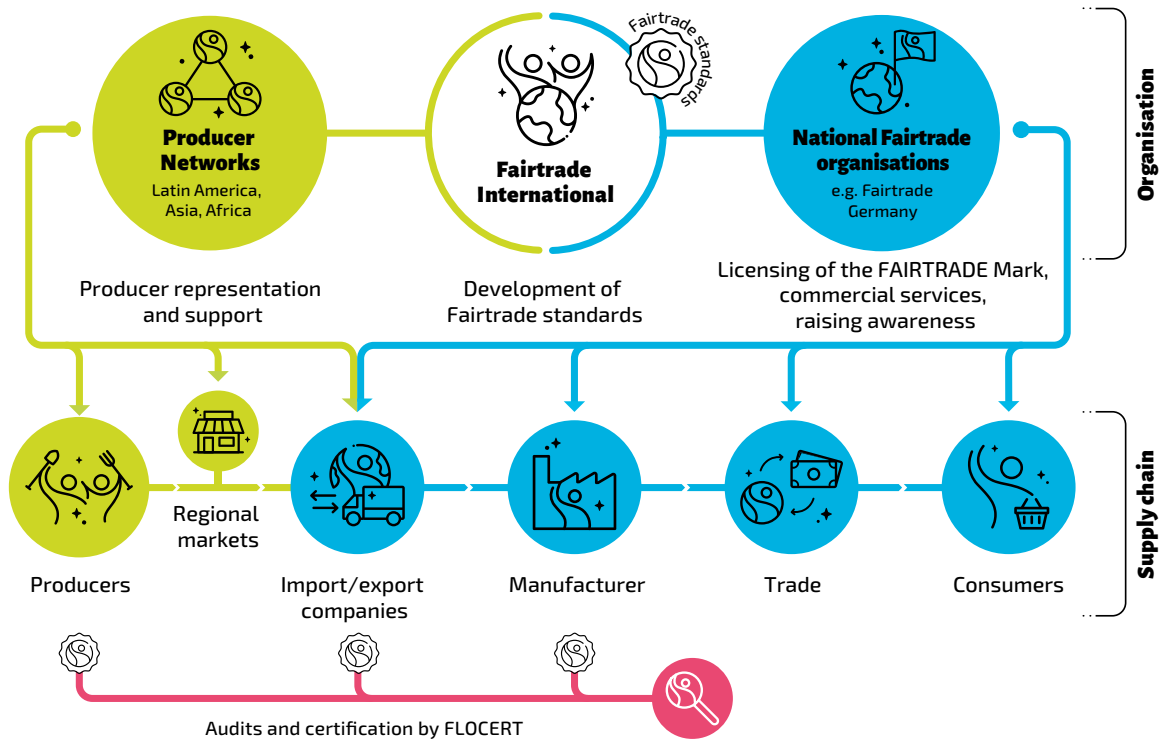 Fairtrade standards
Producer
Networks
Latin America,
Asia, Africa
Fairtrade
International
National Fairtrade
organisations
e.g. Fairtrade
Germany
Organisation
Producer representation
and support
Development of
Fairtrade standards
Licensing of the FAIRTRADE Mark,
commercial services,
raising awareness
Regional
markets
Producers
Import/export
companies
Manufacturer
Trade
Consumers
Supply chain
Audits and certification by FLOCERT